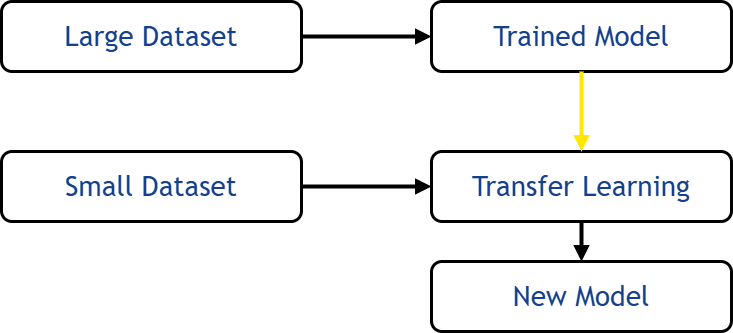 Large Dataset
Trained Model
Small Dataset
Transfer Learning
New Model